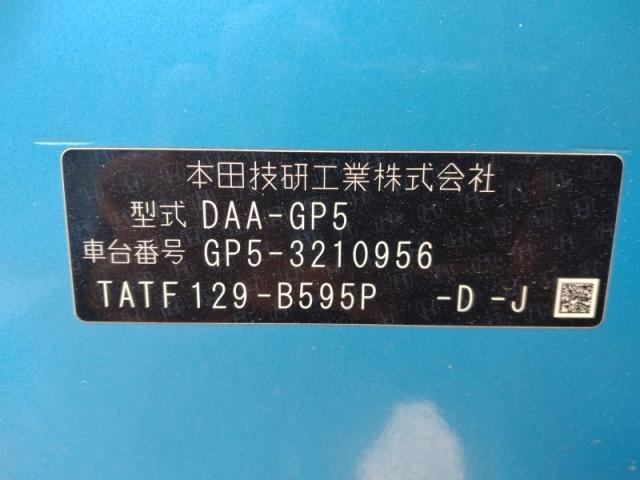 本田技研工業株式会社
型式 DAA-GP5
車台番号 GP5-3210956
TATF 129-B595P -D -J